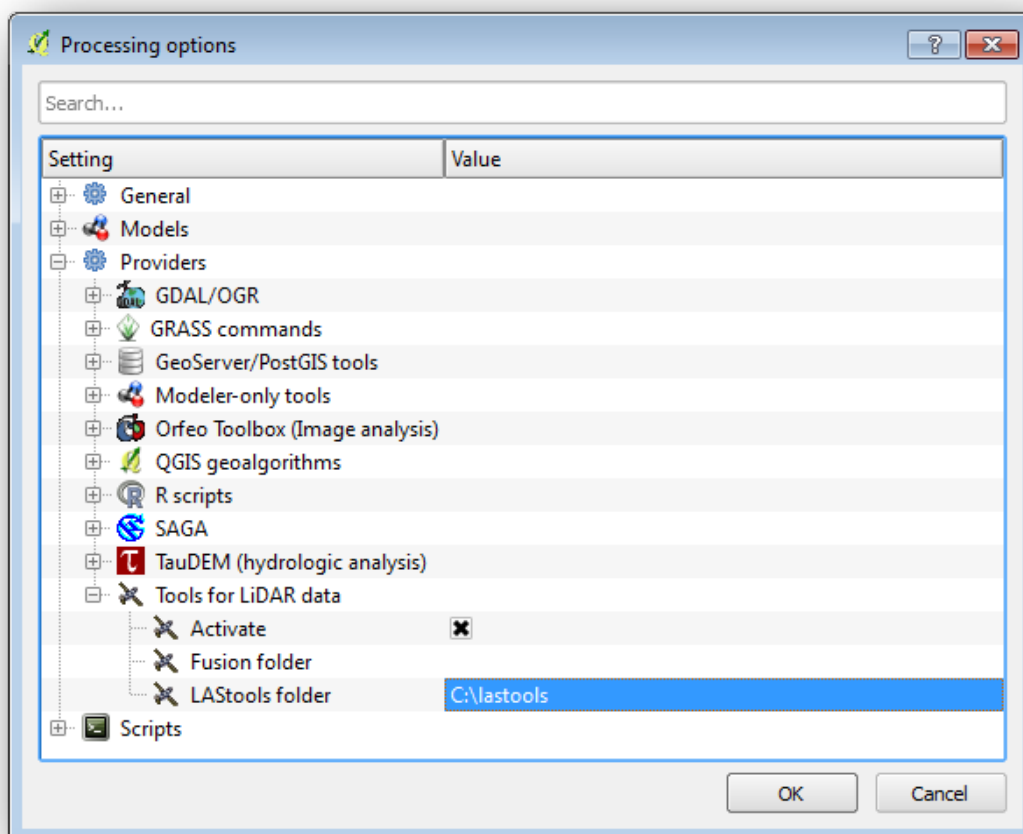 Processing options
Search...
Setting Value
General
Models
Providers
GDAL/OGR
GRASS commands
GeoServer/PostGIS tools
Modeler-only tools
Orfeo Toolbox (Image analysis)
QGIS geoalgorithms
R scripts
SAGA
TauDEM (hydrologic analysis)
Tools for LiDAR data
Activate
Fusion folder
LAStools folder C:\lastools
Scripts
OK Cancel